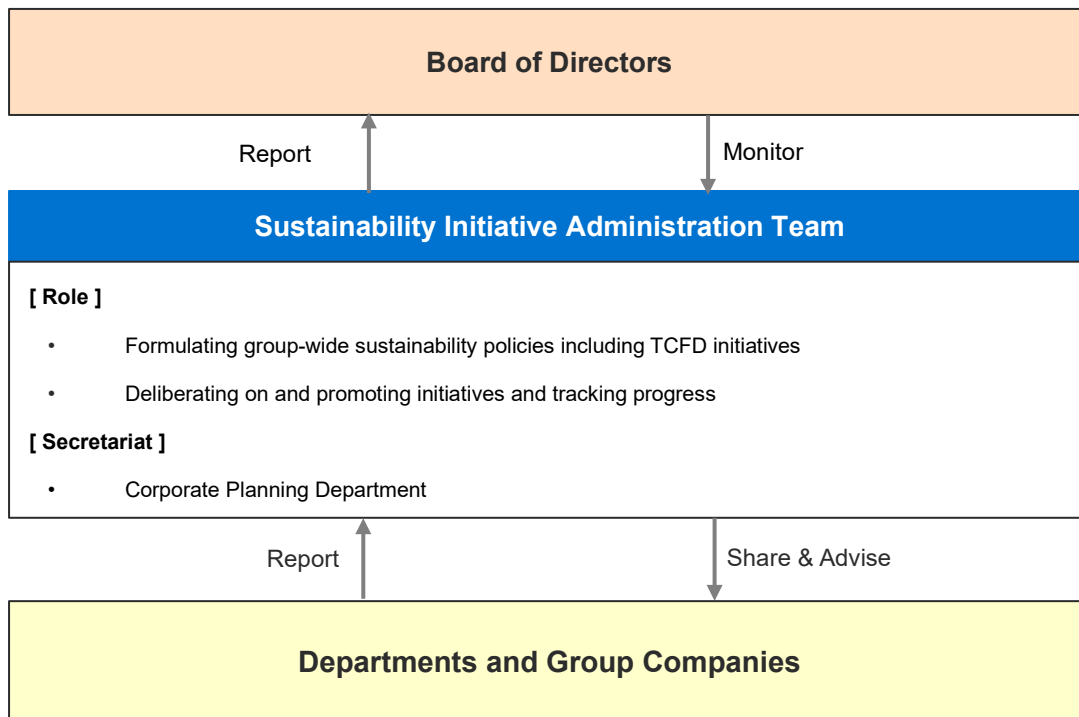 Board of Directors
Report
Monitor
Sustainability Initiative Administration Team
[ Role ]
• Formulating group-wide sustainability policies including TCFD initiatives
• Deliberating on and promoting initiatives and tracking progress
[ Secretariat ]
• Corporate Planning Department
Report
Share & Advise
Departments and Group Companies